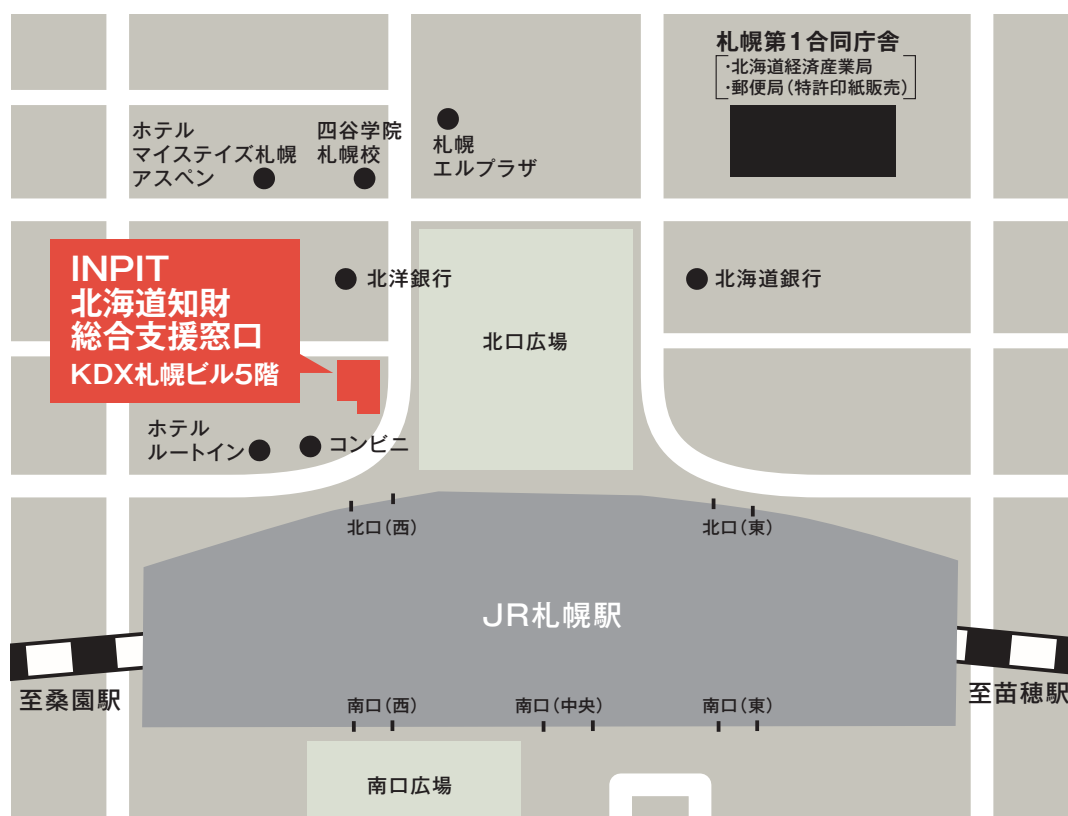 札幌第1合同庁舎
・北海道経済産業局
・郵便局(特許印紙販売)
ホテル
マイステイズ札幌
アスペン
四谷学院
札幌校
札幌
エルプラザ
INPIT
北海道知財
総合支援窓口
KDX札幌ビル5階
北洋銀行
北海道銀行
北口広場
ホテル
ルートイン
コンビニ
北口(西)
北口(東)
JR札幌駅
至桑園駅
至苗穂駅
南口(西)
南口(中央)
南口(東)
南口広場